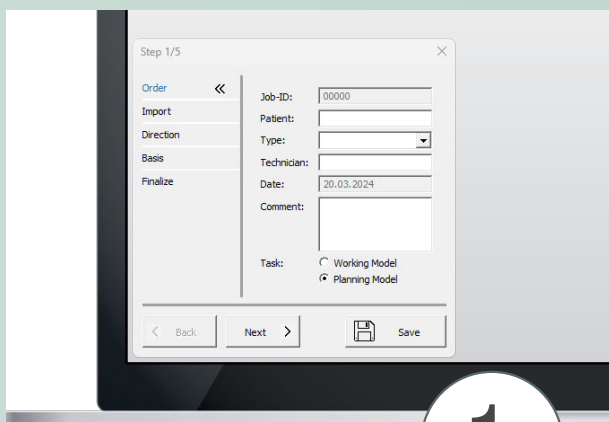 Step 1/5
Order
Import
Direction
Basis
Finalize
Job-ID: 00000
Patient:
Type:
Technician:
Date: 20.03.2024
Comment:
Task: Working Model
Planning Model
Back Next Save
1